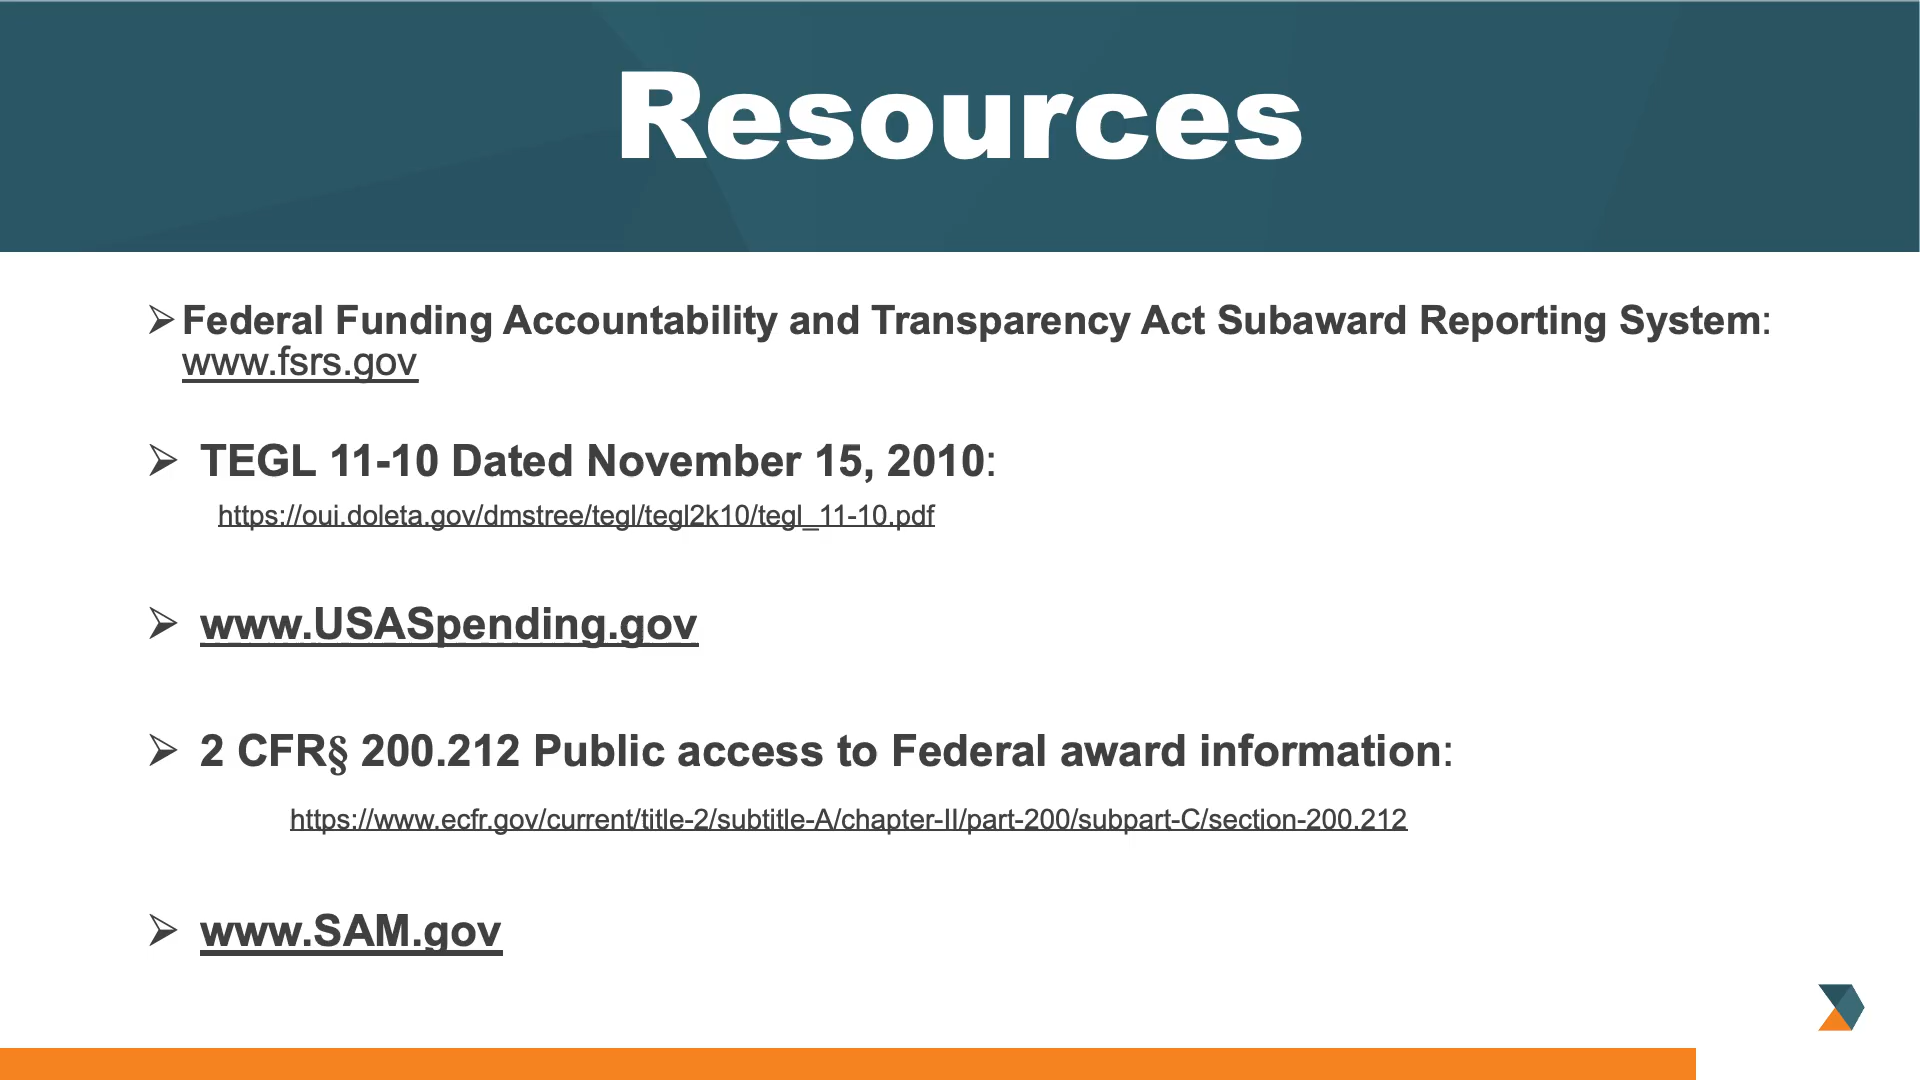 Resources
➢ Federal Funding Accountability and Transparency Act Subaward Reporting System:
www.fsrs.gov
➢ TEGL 11-10 Dated November 15, 2010:
https://oui.doleta.gov/dmstree/tegl/tegl2k10/tegl_11-10.pdf
➢ www.USASpending.gov
➢ 2 CFR§ 200.212 Public access to Federal award information:
https://www.ecfr.gov/current/title-2/subtitle-A/chapter-II/part-200/subpart-C/section-200.212
➢ www.SAM.gov